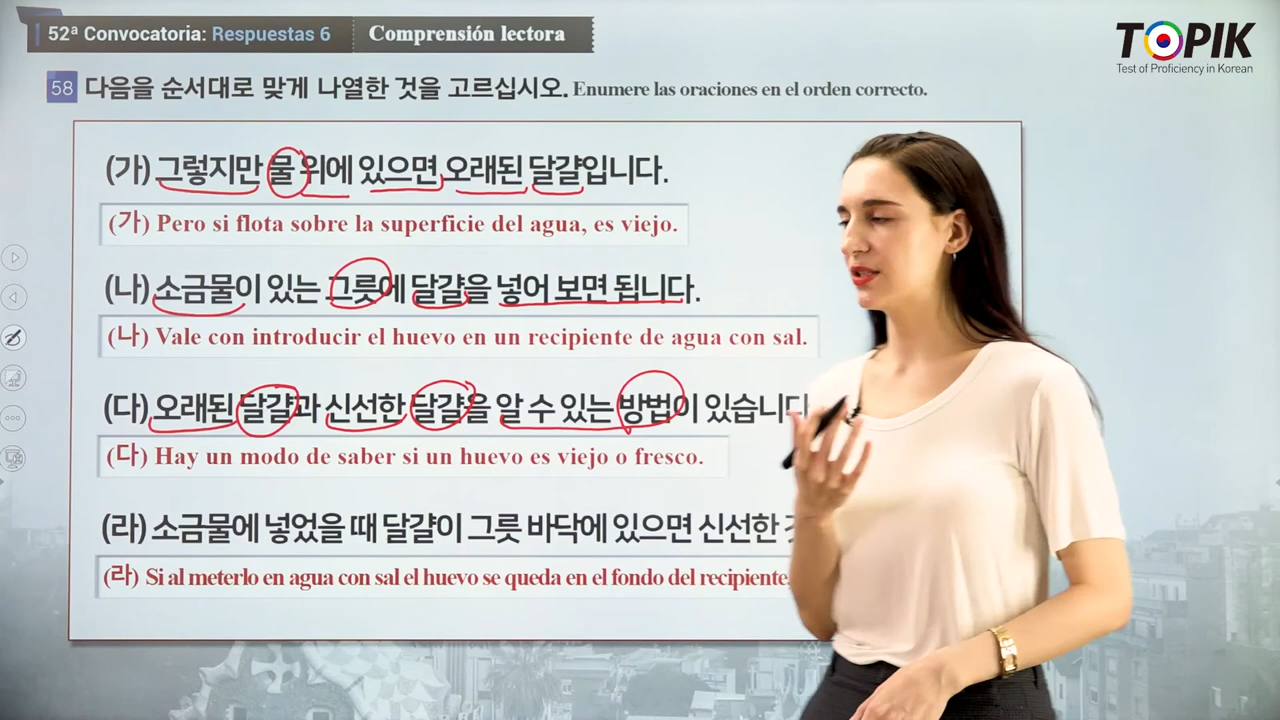 52ª Convocatoria: Respuestas 6 Comprensión lectora
TOPIK
Test of Proficiency in Korean
58 다음을 순서대로 맞게 나열한 것을 고르십시오. Enumere las oraciones en el orden correcto.
(가) 그렇지만 물 위에 있으면 오래된 달걀입니다.
(가) Pero si flota sobre la superficie del agua, es viejo.
(나) 소금물이 있는 그릇에 달걀을 넣어 보면 됩니다.
(나) Vale con introducir el huevo en un recipiente de agua con sal.
(다) 오래된 달걀과 신선한 달걀을 알 수 있는 방법이 있습니다
(다) Hay un modo de saber si un huevo es viejo o fresco.
(라) 소금물에 넣었을 때 달걀이 그릇 바닥에 있으면 신선한
(라) Si al meterlo en agua con sal el huevo se queda en el fondo del recipiente,